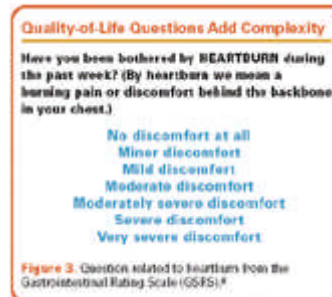 Quality-of-Life Questions Add Complexity
Have you been bothered by HEARTBURN during
the past week? (By heartburn we mean a
burning pain or discomfort behind the backbone
in your chest.)
No discomfort at all
Minor discomfort
Mild discomfort
Moderate discomfort
Moderately severe discomfort
Severe discomfort
Very severe discomfort
Figure 3. Question related to heartburn from the
Gastrointestinal Rating Scale (GSRS).